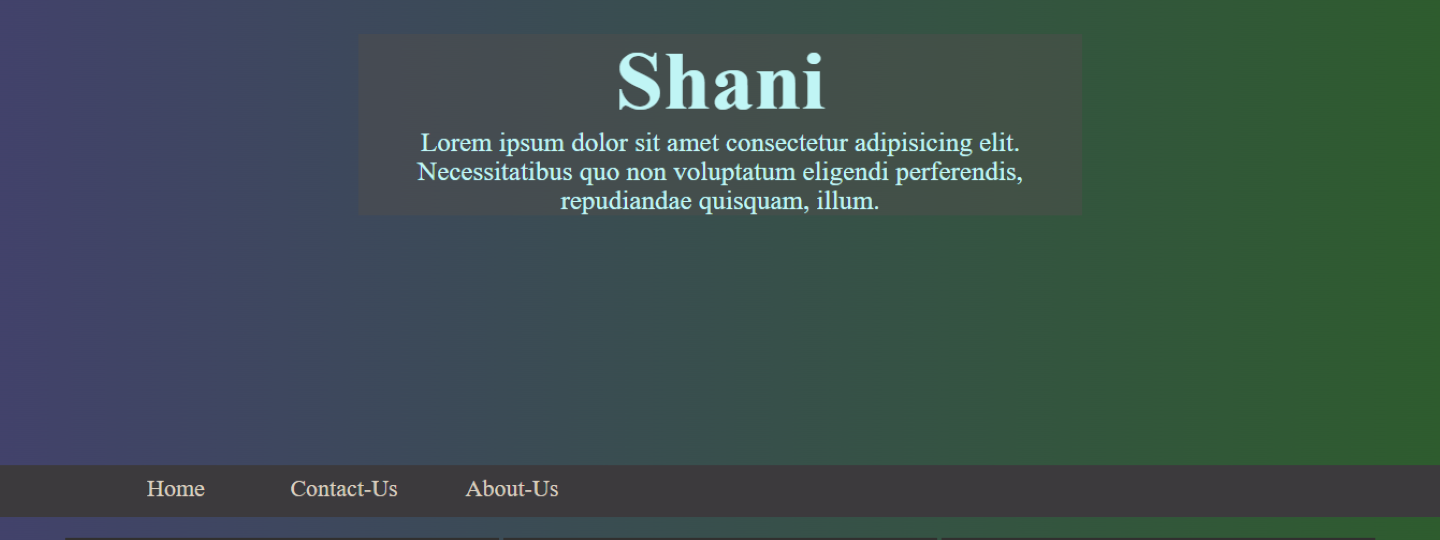 Shani
Lorem ipsum dolor sit amet consectetur adipisicing elit.
Necessitatibus quo non voluptatum eligendi perferendis,
repudiandae quisquam, illum.
Home Contact-Us About-Us